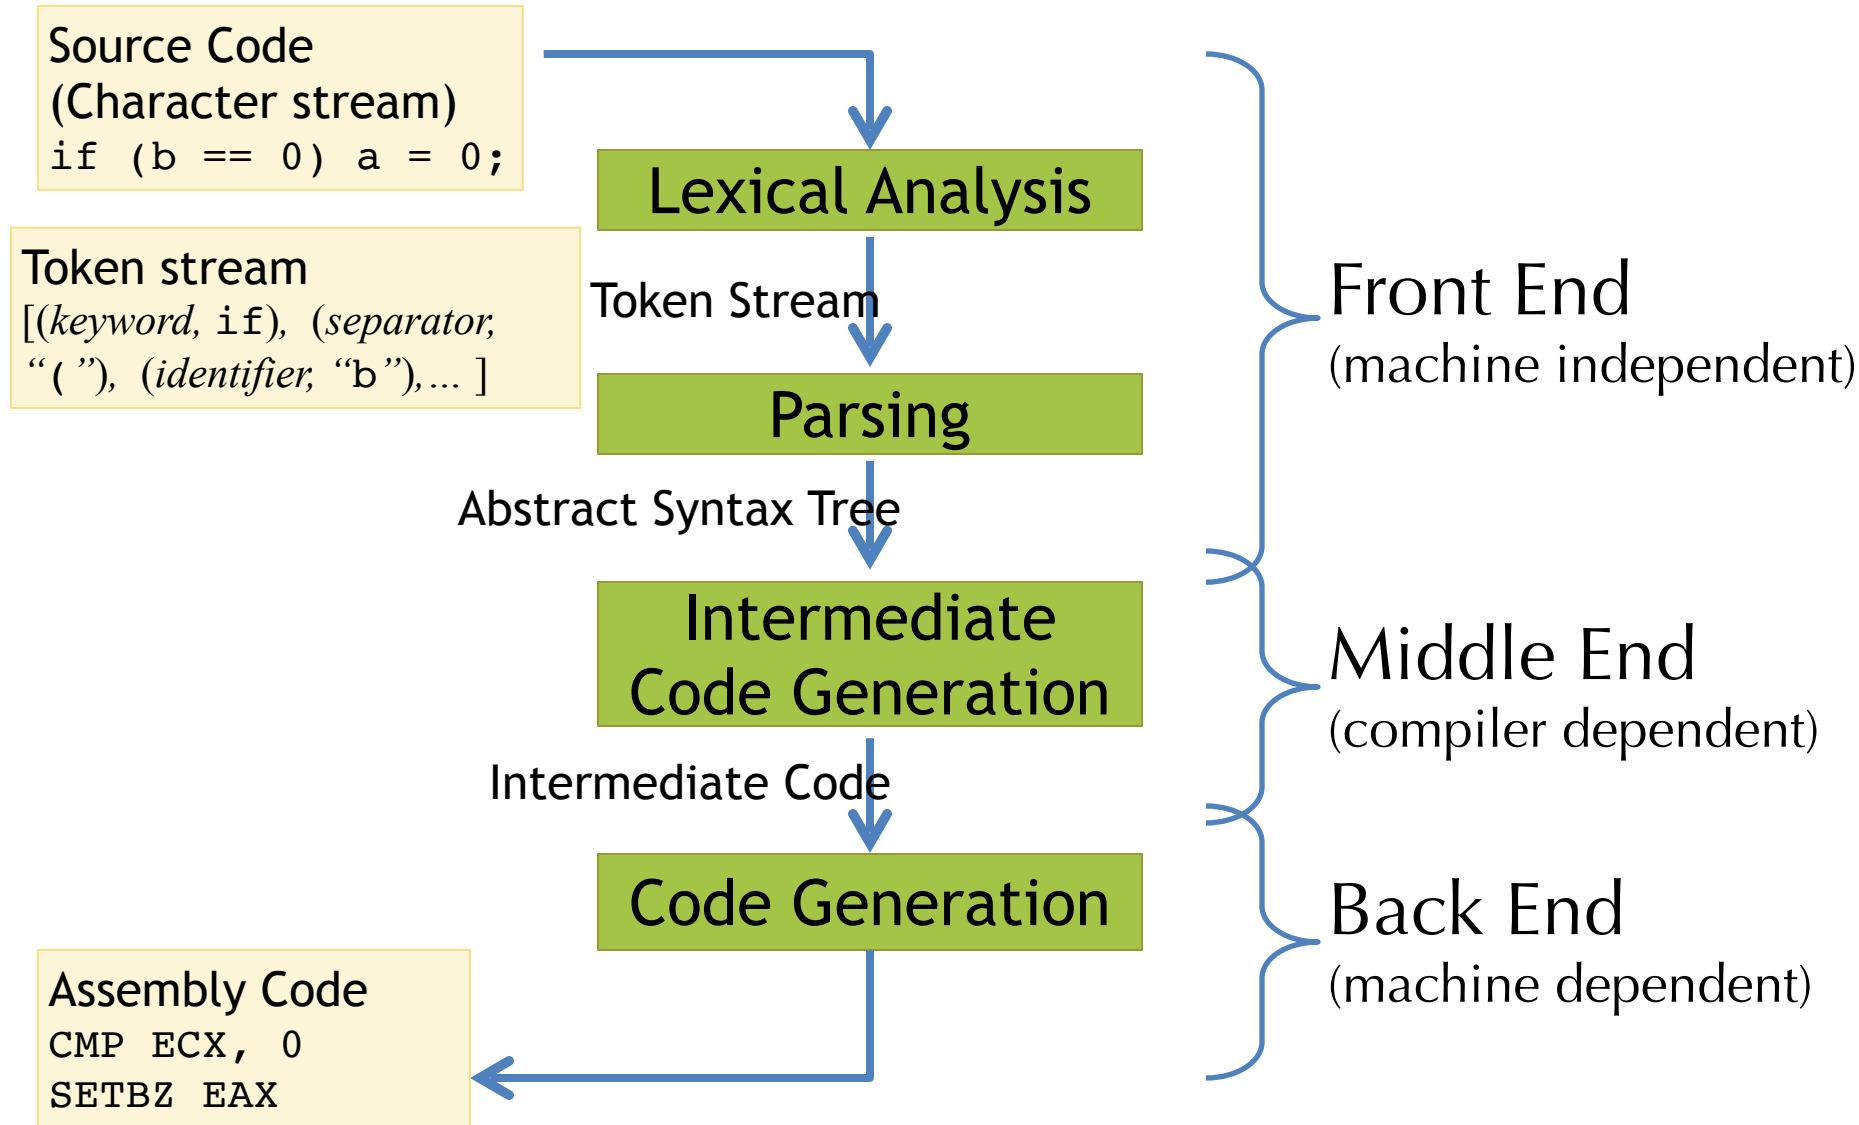 Source Code
(Character stream)
if (b == 0) a = 0;
Lexical Analysis
Token stream
[(keyword, if), (separator,
“(”), (identifier, “b”),… ]
Token Stream
Front End
(machine independent)
Parsing
Abstract Syntax Tree
Intermediate
Code Generation
Middle End
(compiler dependent)
Intermediate Code
Code Generation
Back End
(machine dependent)
Assembly Code
CMP ECX, 0
SETBZ EAX